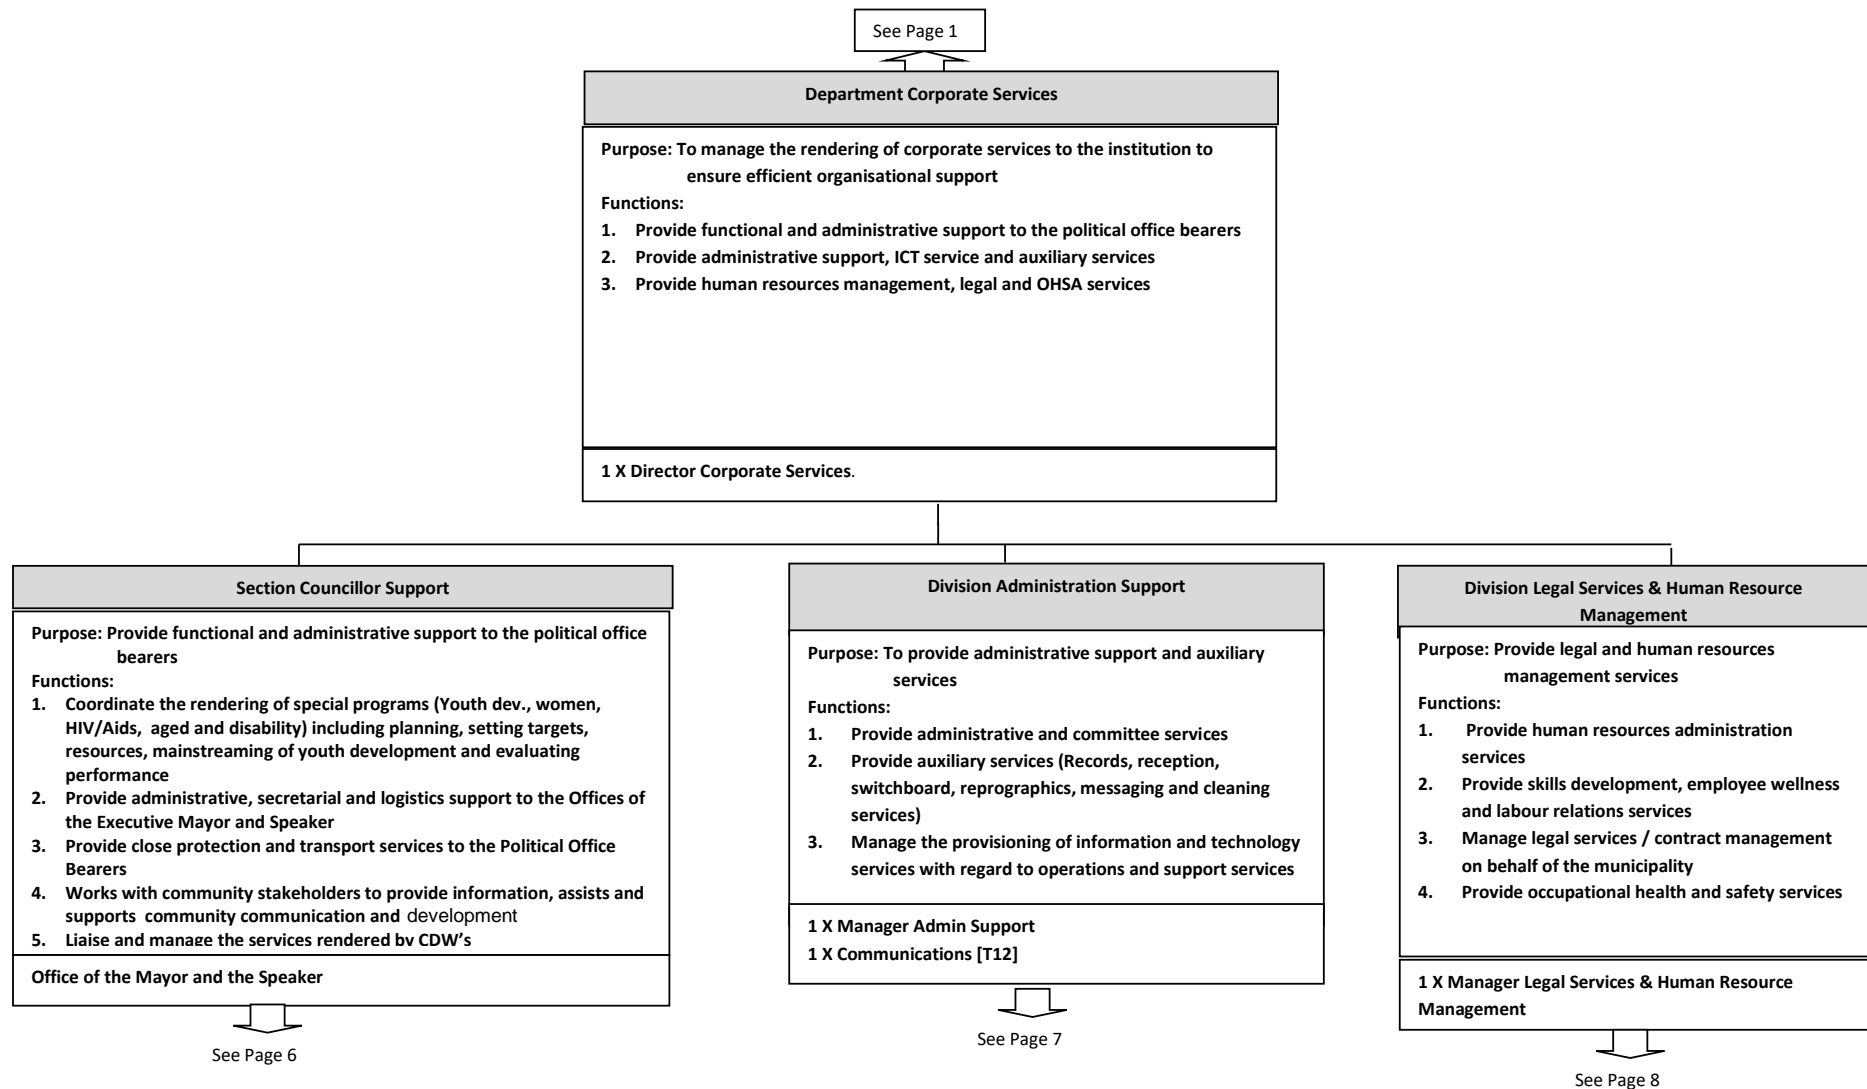 See Page 1
Department Corporate Services
Purpose: To manage the rendering of corporate services to the institution to
ensure efficient organisational support
Functions:
1. Provide functional and administrative support to the political office bearers
2. Provide administrative support, ICT service and auxiliary services
3. Provide human resources management, legal and OHSA services
1 X Director Corporate Services.
Section Councillor Support
Purpose: Provide functional and administrative support to the political office
bearers
Functions:
1. Coordinate the rendering of special programs (Youth dev., women,
HIV/Aids, aged and disability) including planning, setting targets,
resources, mainstreaming of youth development and evaluating
performance
2. Provide administrative, secretarial and logistics support to the Offices of
the Executive Mayor and Speaker
3. Provide close protection and transport services to the Political Office
Bearers
4. Works with community stakeholders to provide information, assists and
supports community communication and development
5. Liaise and manage the services rendered by CDW's
Office of the Mayor and the Speaker
See Page 6
Division Administration Support
Purpose: To provide administrative support and auxiliary
services
Functions:
1. Provide administrative and committee services
2. Provide auxiliary services (Records, reception,
switchboard, reprographics, messaging and cleaning
services)
3. Manage the provisioning of information and technology
services with regard to operations and support services
1 X Manager Admin Support
1 X Communications [T12]
See Page 7
Division Legal Services & Human Resource
Management
Purpose: Provide legal and human resources
management services
Functions:
1. Provide human resources administration
services
2. Provide skills development, employee wellness
and labour relations services
3. Manage legal services / contract management
on behalf of the municipality
4. Provide occupational health and safety services
1 X Manager Legal Services & Human Resource
Management
See Page 8